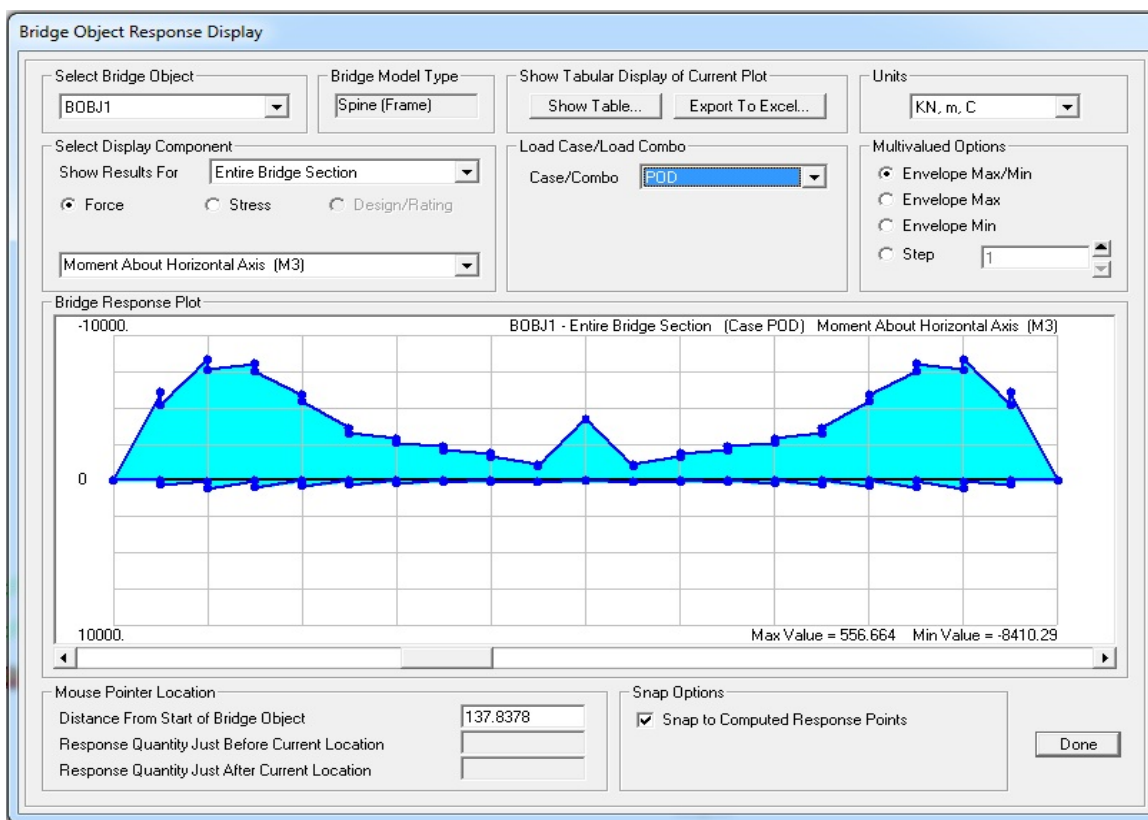 Bridge Object Response Display
Select Bridge Object
BOBJ1
Bridge Model Type
Spine (Frame)
Show Tabular Display of Current Plot
Show Table...
Export To Excel...
Units
KN, m, C
Select Display Component
Show Results For
Entire Bridge Section
Force
Stress
Design/Rating
Moment About Horizontal Axis (M3)
Load Case/Load Combo
Case/Combo
POD
Multivalued Options
Envelope Max/Min
Envelope Max
Envelope Min
Step
1
Bridge Response Plot
-10000.
BOBJ1 - Entire Bridge Section (Case POD) Moment About Horizontal Axis (M3)
0
10000.
Max Value = 556.664 Min Value = -8410.29
Mouse Pointer Location
Distance From Start of Bridge Object
137.8378
Response Quantity Just Before Current Location
Response Quantity Just After Current Location
Snap Options
Snap to Computed Response Points
Done